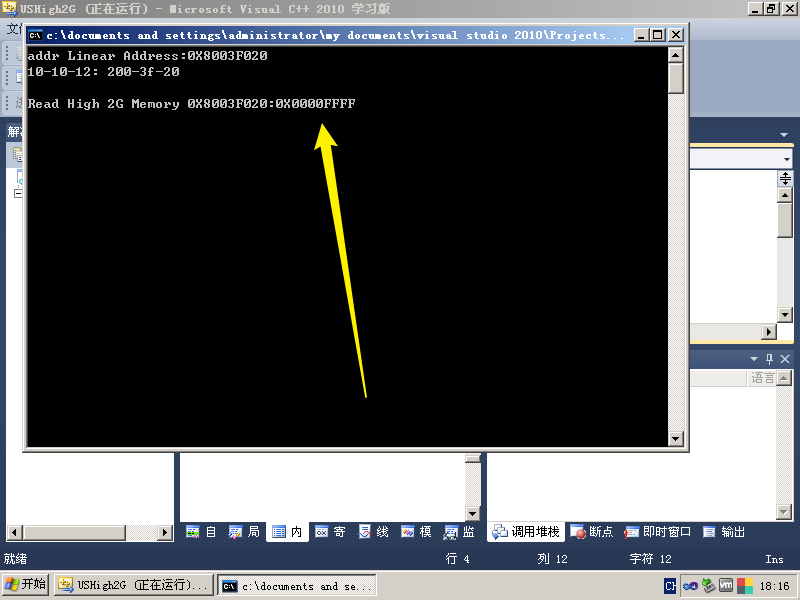 USHigh2G (正在运行) - Microsoft Visual C++ 2010 学习版
c:\documents and settings\administrator\my documents\visual studio 2010\Projects...
addr Linear Address:0X8003F020
10-10-12: 200-3f-20
Read High 2G Memory 0X8003F020:0X0000FFFF
语言
自 局 内 寄 线 模 监 调用堆栈 断点 即时窗口 输出
就绪 行 4 列 12 字符 12 Ins
开始 USHigh2G (正在运行)... c:\documents and se... CH 18:16